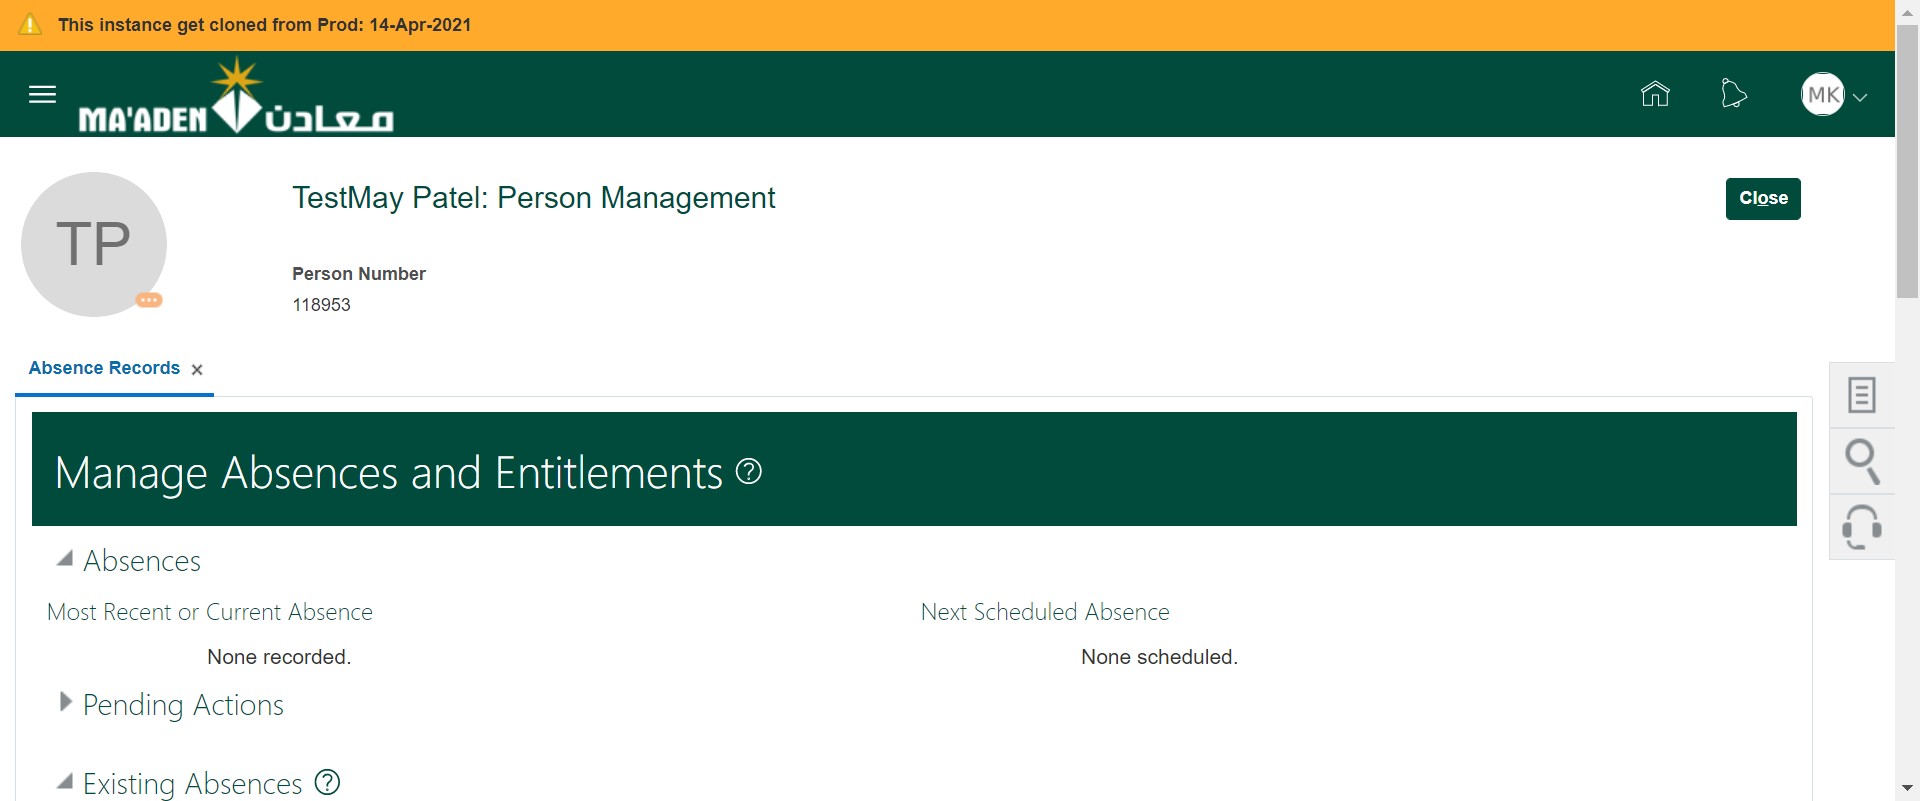 This instance get cloned from Prod: 14-Apr-2021
MA'ADEN معادن
MK
TP
TestMay Patel: Person Management
Close
Person Number
118953
Absence Records
Manage Absences and Entitlements
Absences
Most Recent or Current Absence
Next Scheduled Absence
None recorded.
None scheduled.
Pending Actions
Existing Absences